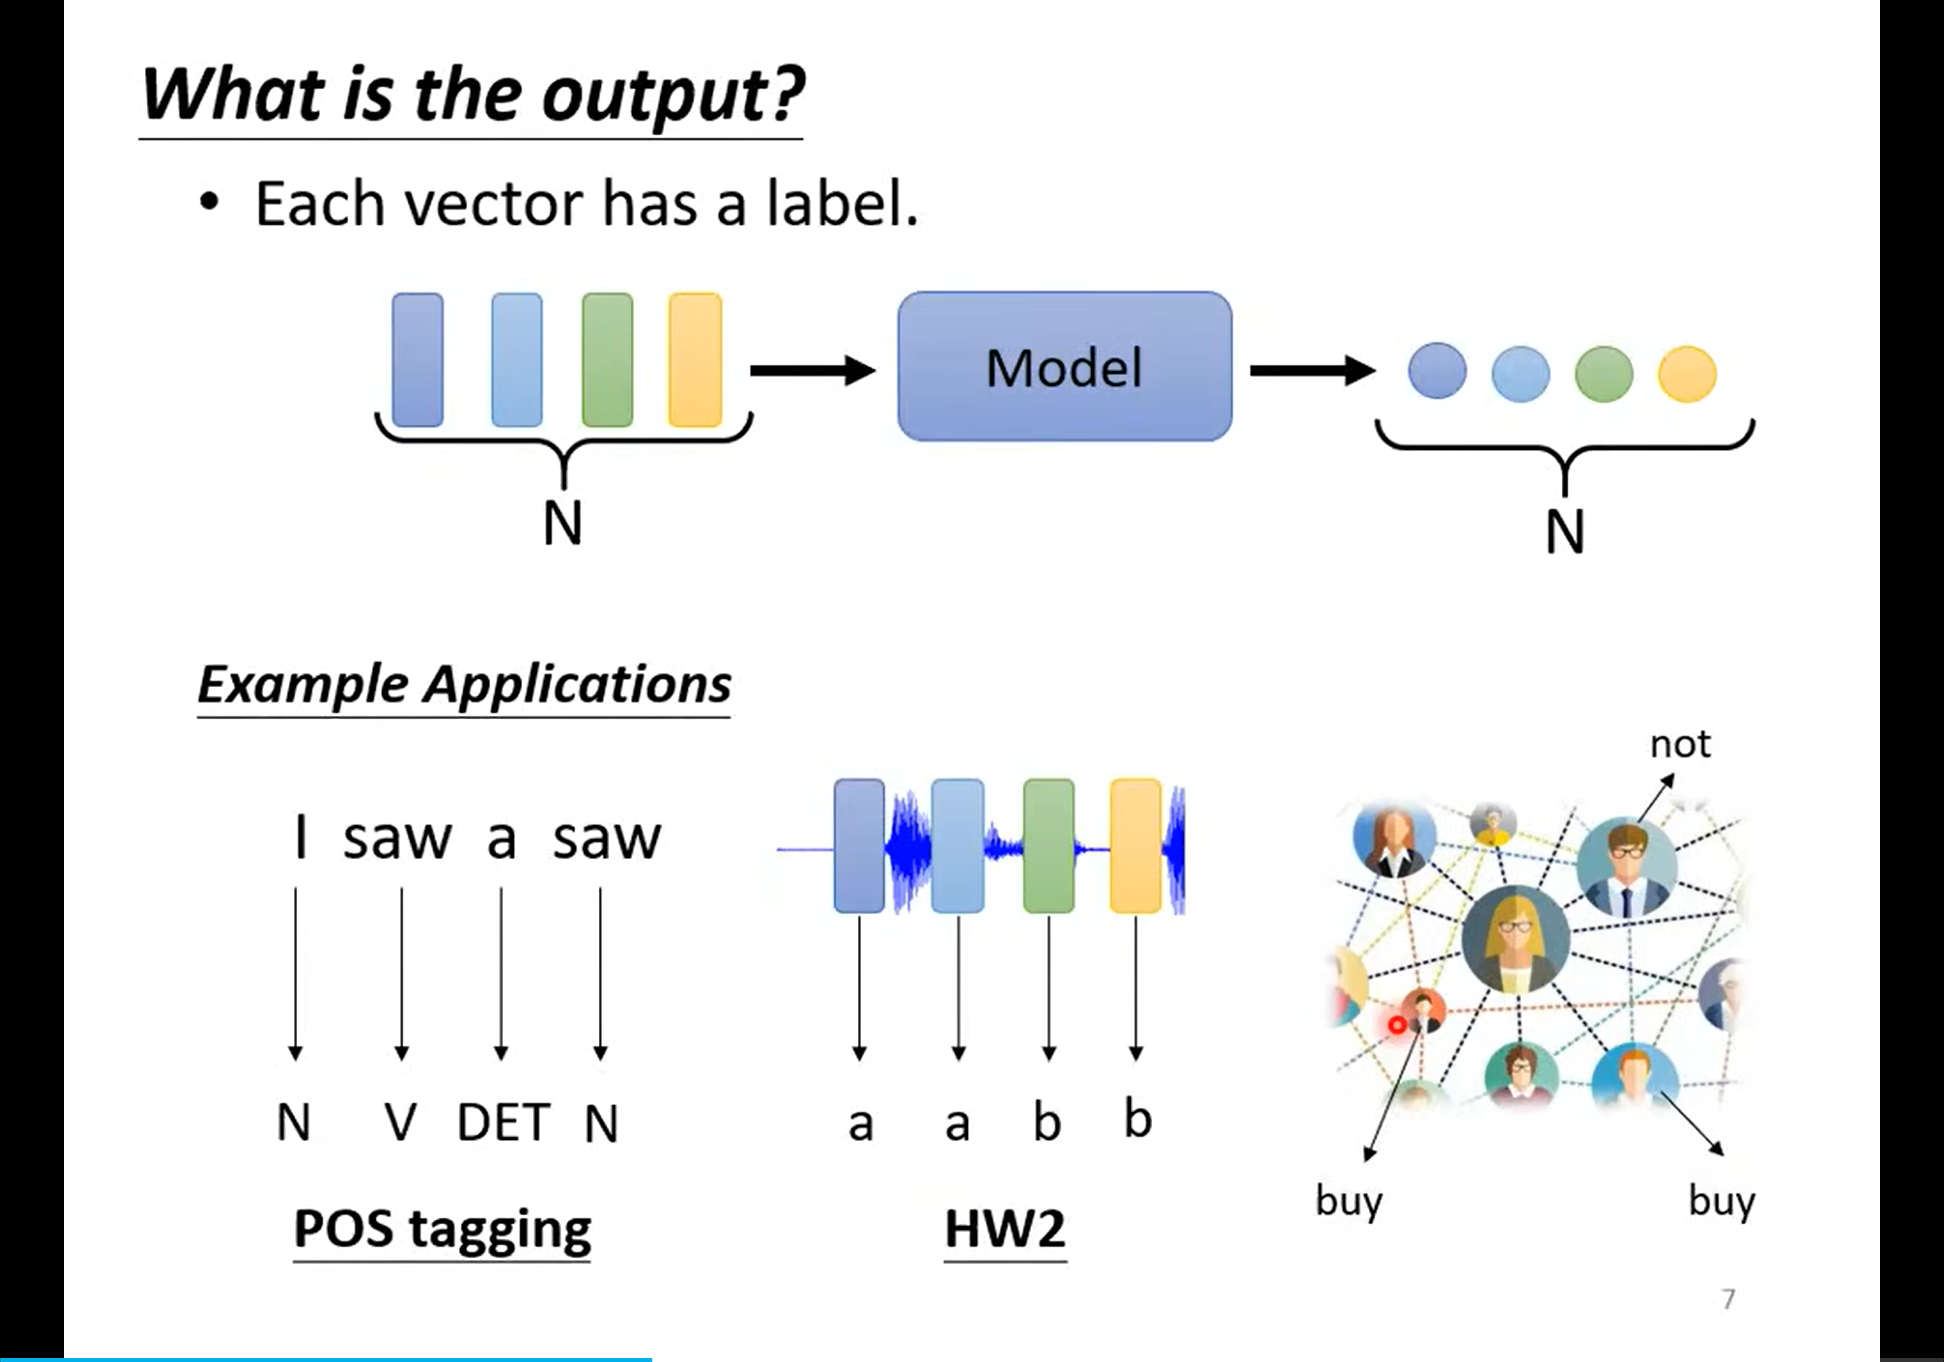 What is the output?
• Each vector has a label.
Model
N
N
Example Applications
not
I saw a saw
N V DET N
a a b b
buy
buy
POS tagging
HW2
7